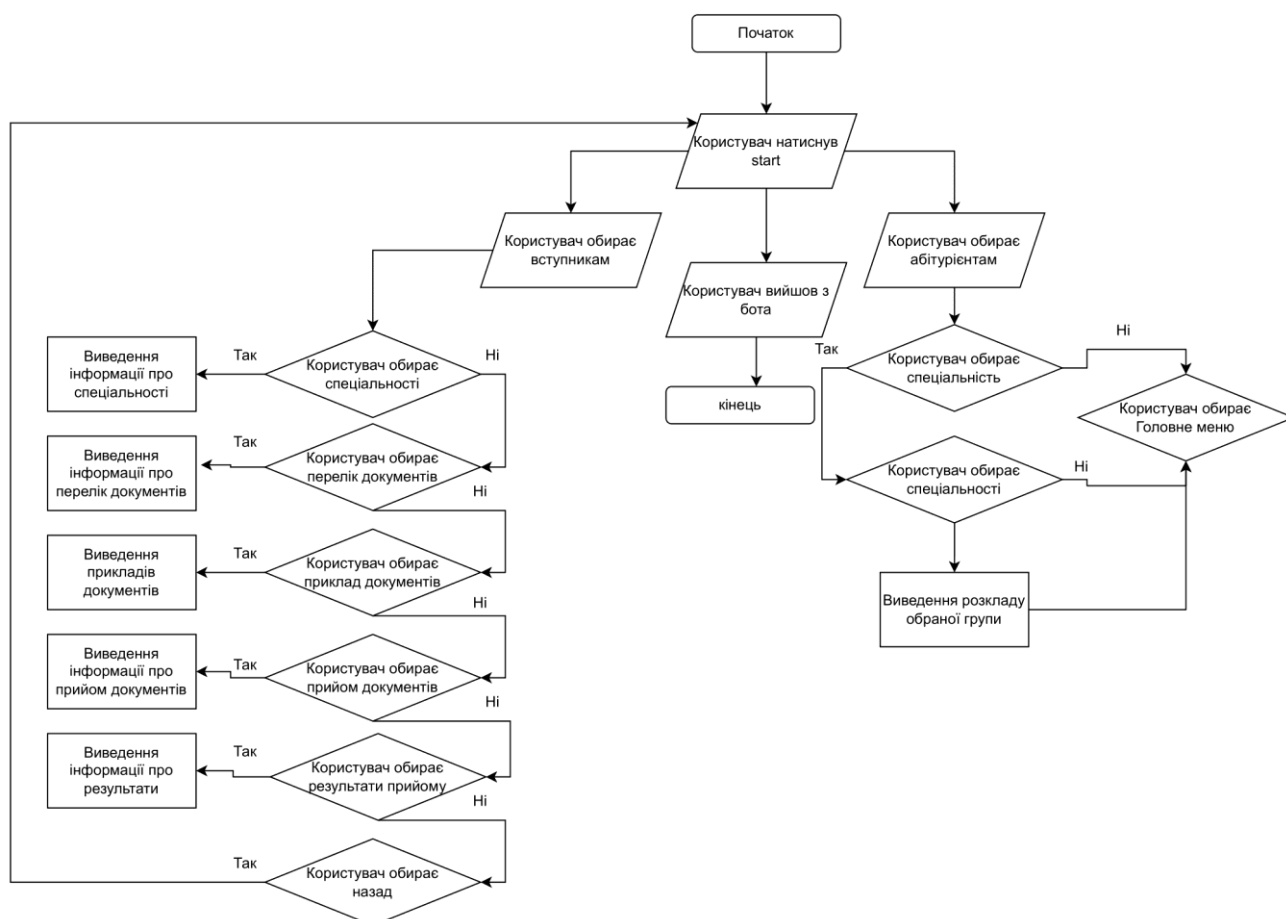 Початок
Користувач натиснув
start
Користувач обирає
вступникам
Користувач вийшов з
бота
кінець
Користувач обирає
абітурієнтам
Користувач обирає
спеціальності
Так
Ні
Виведення
інформації про
спеціальності
Користувач обирає
перелік документів
Так
Ні
Виведення
інформації про
перелік документів
Користувач обирає
приклад документів
Так
Ні
Виведення
прикладів
документів
Користувач обирає
прийом документів
Так
Ні
Виведення
інформації про
прийом документів
Користувач обирає
результати прийому
Так
Ні
Виведення
інформації про
результати
Користувач обирає
назад
Так
Користувач обирає
спеціальність
Так
Ні
Користувач обирає
Головне меню
Користувач обирає
спеціальності
Ні
Виведення розкладу
обраної групи